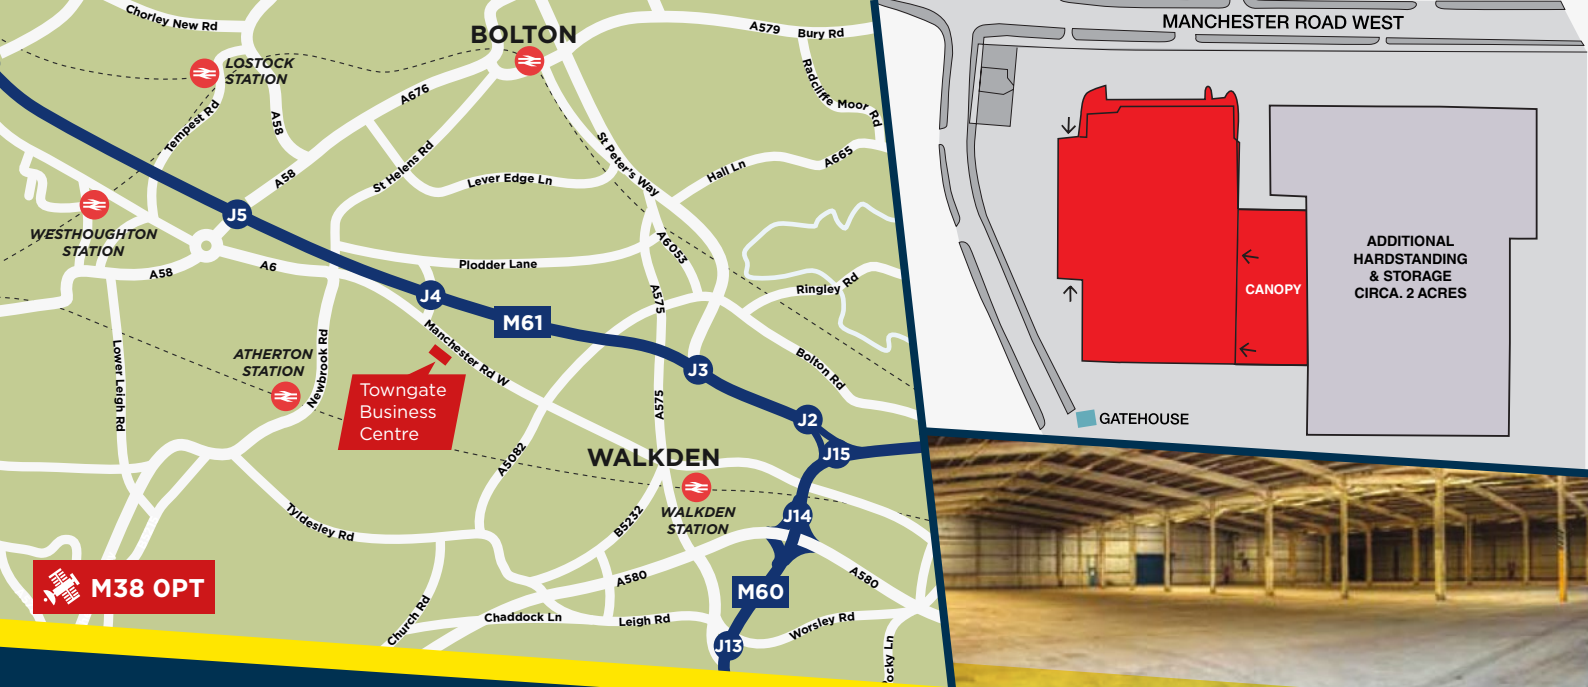 Chorley New Rd
BOLTON
A579
Bury Rd
LOSTOCK
STATION
A676
Radcliffe Moor Rd
Tempest Rd
A58
St Helens Rd
St Peter's Way
A58
Lever Edge Ln
Hall Ln
A665
J5
WESTHOUGHTON
STATION
A6053
A58
A6
Plodder Lane
A575
Ringley Rd
J4
M61
Manchester Rd W
Lower Leigh Rd
ATHERTON
STATION
Newbrook Rd
J3
Bolton Rd
Towngate
Business
Centre
A575
J2
J15
A5082
WALKDEN
WALKDEN
STATION
J14
Tyldesley Rd
B5232
A580
A580
M60
M38 0PT
Church Rd
Chaddock Ln
Leigh Rd
Worsley Rd
J13
ocky Ln
MANCHESTER ROAD WEST
ADDITIONAL
HARDSTANDING
& STORAGE
CIRCA. 2 ACRES
CANOPY
GATEHOUSE